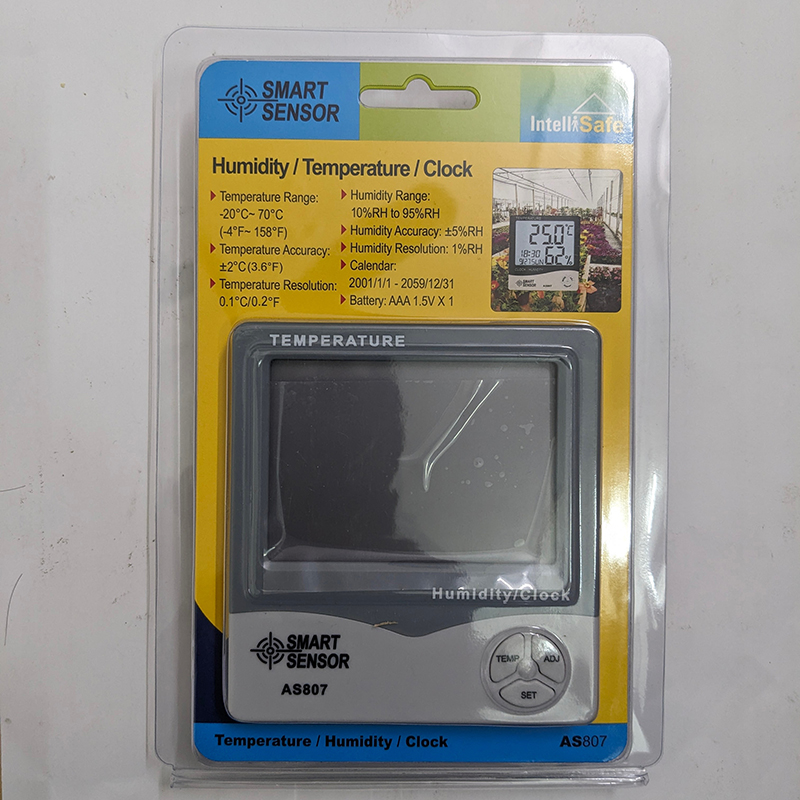 SMART
SENSOR
IntelliSafe
Humidity / Temperature / Clock
Temperature Range:
-20°C~ 70°C
(-4°F~ 158°F)
Temperature Accuracy:
±2°C(3.6°F)
Temperature Resolution:
0.1°C/0.2°F
Humidity Range:
10%RH to 95%RH
Humidity Accuracy: ±5%RH
Humidity Resolution: 1%RH
Calendar:
2001/1/1 - 2059/12/31
Battery: AAA 1.5V X 1
25.0°C
18:30
62%
SMART
SENSOR
TEMPERATURE
Humidity/Clock
SMART
SENSOR
AS807
TEMP
ADJ
SET
Temperature / Humidity / Clock
AS807